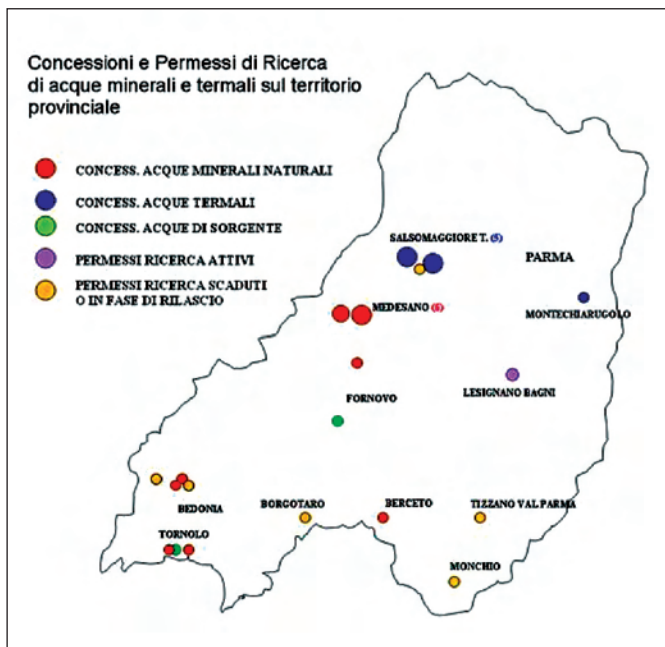 Concessioni e Permessi di Ricerca
di acque minerali e termali sul territorio
provinciale
CONCESS. ACQUE MINERALI NATURALI
CONCESS. ACQUE TERMALI
CONCESS. ACQUE DI SORGENTE
PERMESSI RICERCA ATTIVI
PERMESSI RICERCA SCADUTI
O IN FASE DI RILASCIO
SALSOMAGGIORE T. (5)
PARMA
MONTECHIARUGOLO
MEDESANO (6)
LESIGNANO BAGNI
FORNOVO
BEDONIA
BORGOTARO
BERCETO
TIZZANO VAL PARMA
TORNOLO
MONCHIO